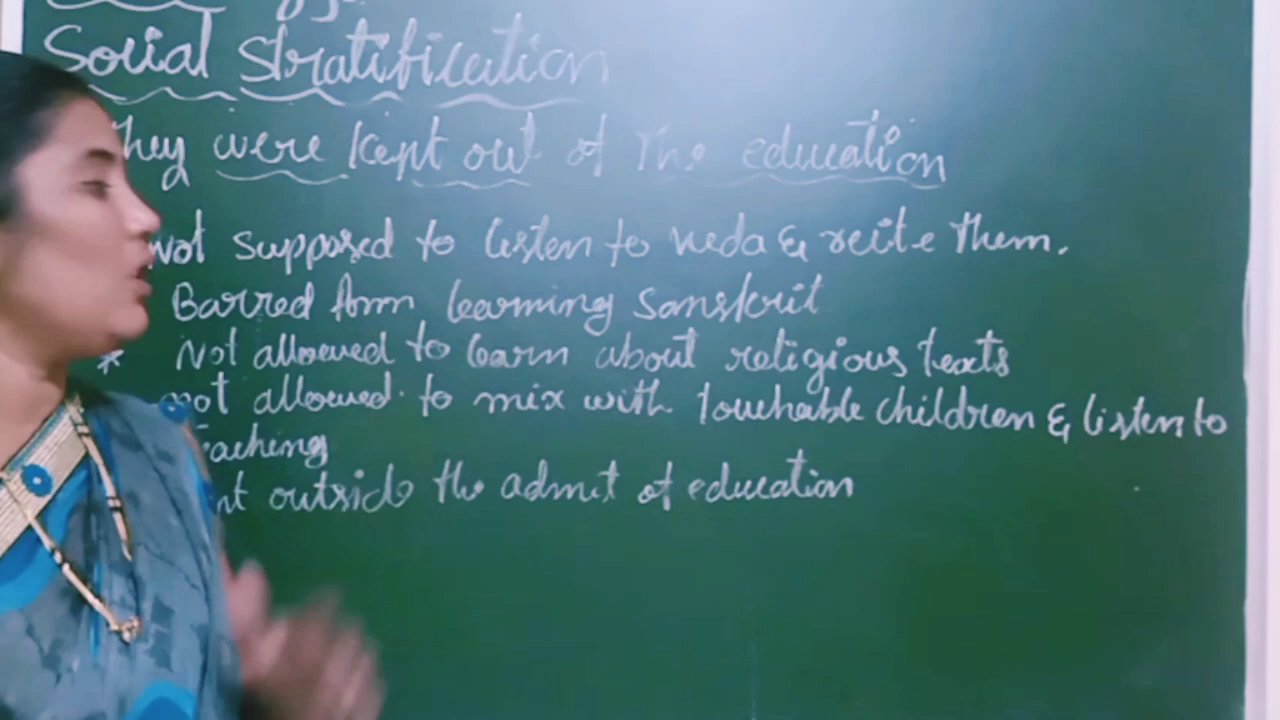 Social Stratification
They were kept out of the education
not supposed to listen to veda & recite them.
Barred form learning Sanskrit
* Not allowed to learn about religious texts
not allowed to mix with touchable children & listen to
teaching
outside the admit of education